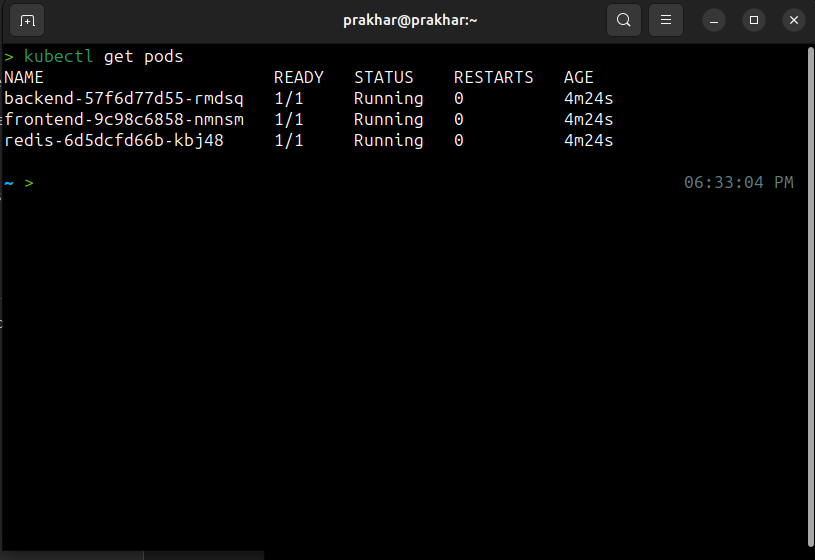 prakhar@prakhar:~
> kubectl get pods
NAME READY STATUS RESTARTS AGE
backend-57f6d77d55-rmdsq 1/1 Running 0 4m24s
frontend-9c98c6858-nmnsm 1/1 Running 0 4m24s
redis-6d5dcfd66b-kbj48 1/1 Running 0 4m24s
~ > 06:33:04 PM